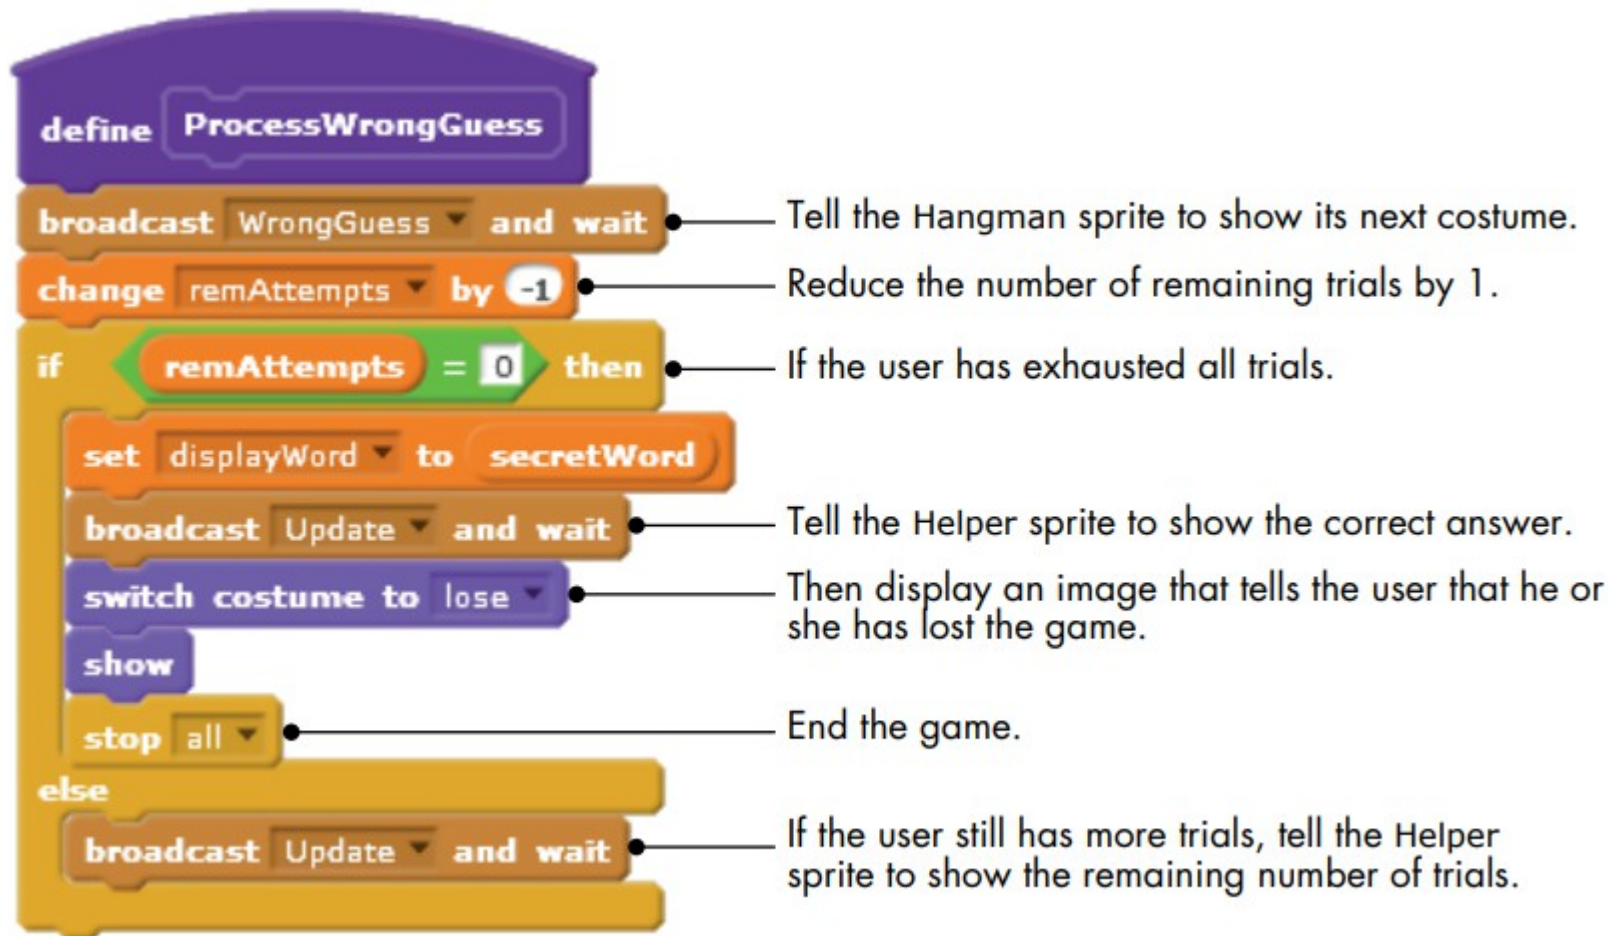 define ProcessWrongGuess
broadcast WrongGuess and wait
Tell the Hangman sprite to show its next costume.
change remAttempts by -1
Reduce the number of remaining trials by 1.
if remAttempts = 0 then
If the user has exhausted all trials.
set displayWord to secretWord
broadcast Update and wait
Tell the Helper sprite to show the correct answer.
switch costume to lose
Then display an image that tells the user that he or
she has lost the game.
show
stop all
End the game.
else
broadcast Update and wait
If the user still has more trials, tell the Helper
sprite to show the remaining number of trials.